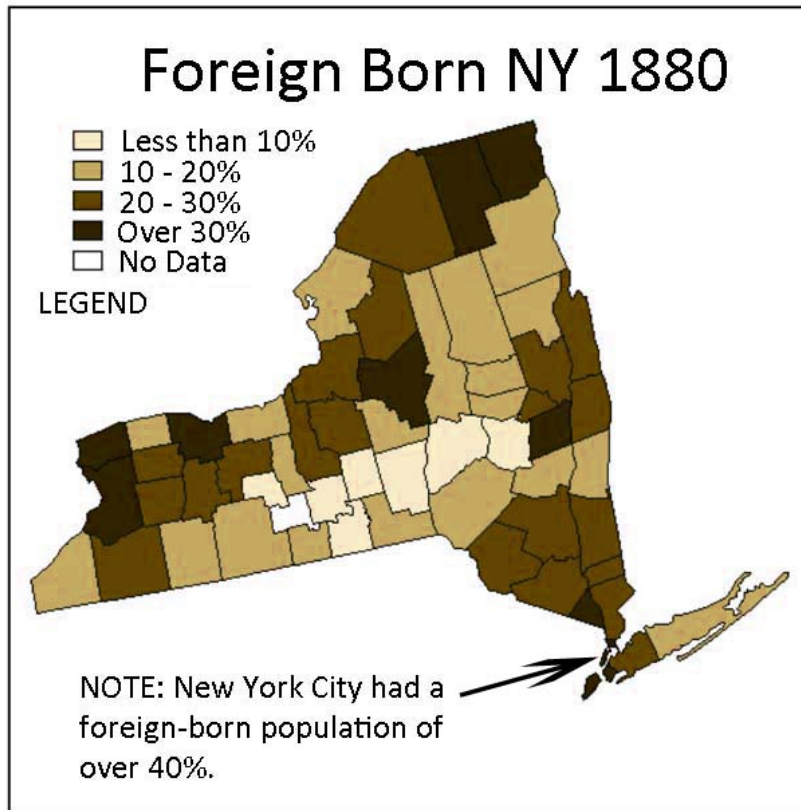 Foreign Born NY 1880
Less than 10%
10 - 20%
20 - 30%
Over 30%
No Data
LEGEND
NOTE: New York City had a
foreign-born population of
over 40%.